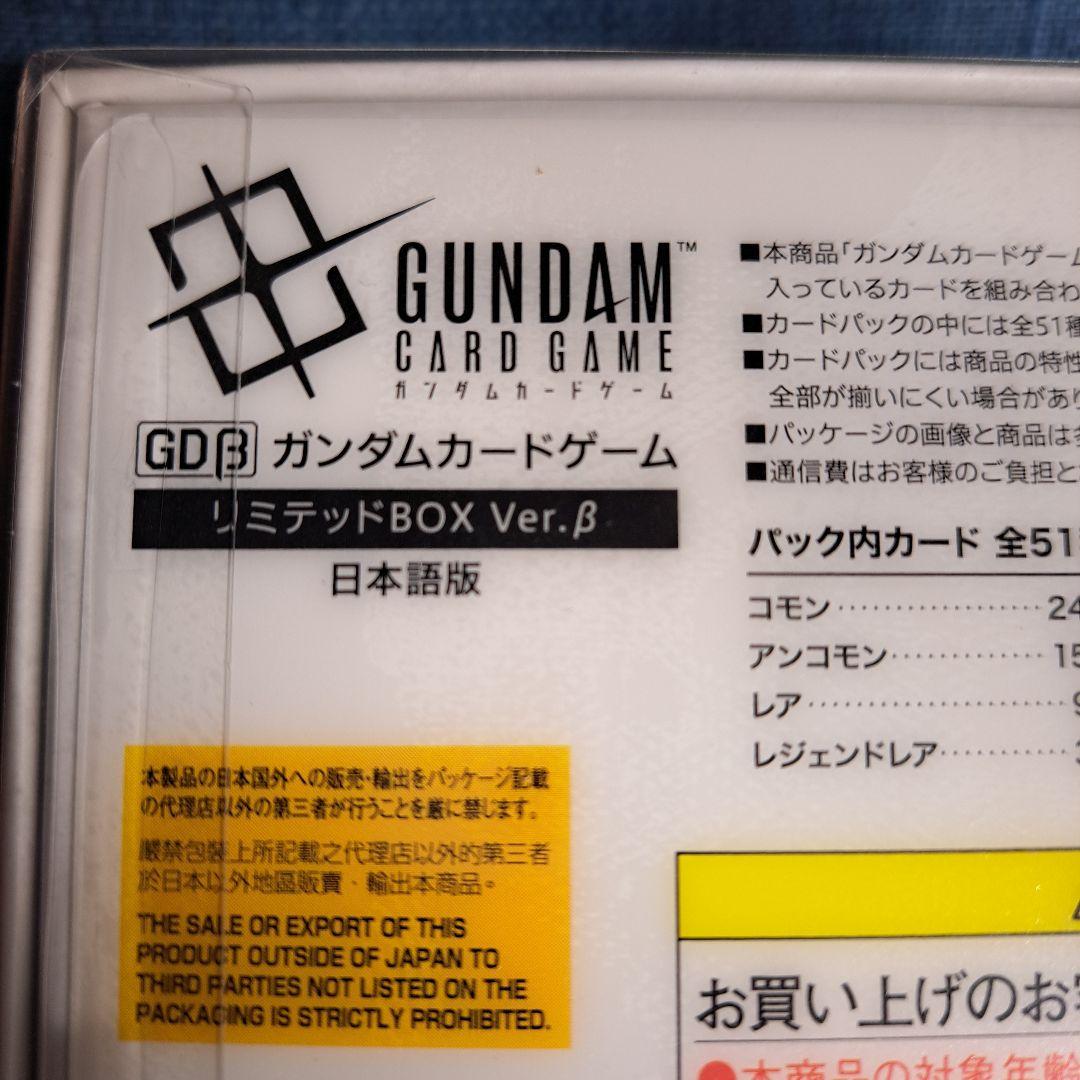 GUNDAM™
CARD GAME
ガンダムカードゲーム
GDβ ガンダムカードゲーム
リミテッドBOX Ver.β
日本語版
本製品の日本国外への販売・輸出をパッケージ記載
の代理店以外の第三者が行うことを厳に禁じます。
嚴禁包裝上所記載之代理店以外的第三者
於日本以外地區販賣・輸出本商品。
THE SALE OR EXPORT OF THIS
PRODUCT OUTSIDE OF JAPAN TO
THIRD PARTIES NOT LISTED ON THE
PACKAGING IS STRICTLY PROHIBITED.
■本商品「ガンダムカードゲーム
入っているカードを組み合わ
■カードパックの中には全51種
■カードパックには商品の特性
全部が揃いにくい場合があり
■パッケージの画像と商品は
■通信費はお客様のご負担と
パック内カード 全51
コモン 24
アンコモン 15
レア 9
レジェンドレア
お買い上げのお
●本商品の対象年齢